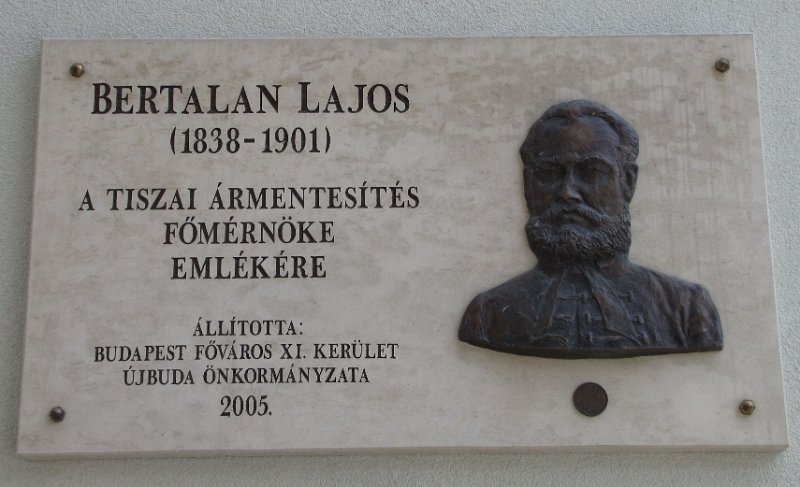 BERTALAN LAJOS
(1838-1901)
A TISZAI ÁRMENTESÍTÉS
FŐMÉRNÖKE
EMLÉKÉRE
ÁLLÍTOTTA:
BUDAPEST FŐVÁROS XI. KERÜLET
ÚJBUDA ÖNKORMÁNYZATA
2005.